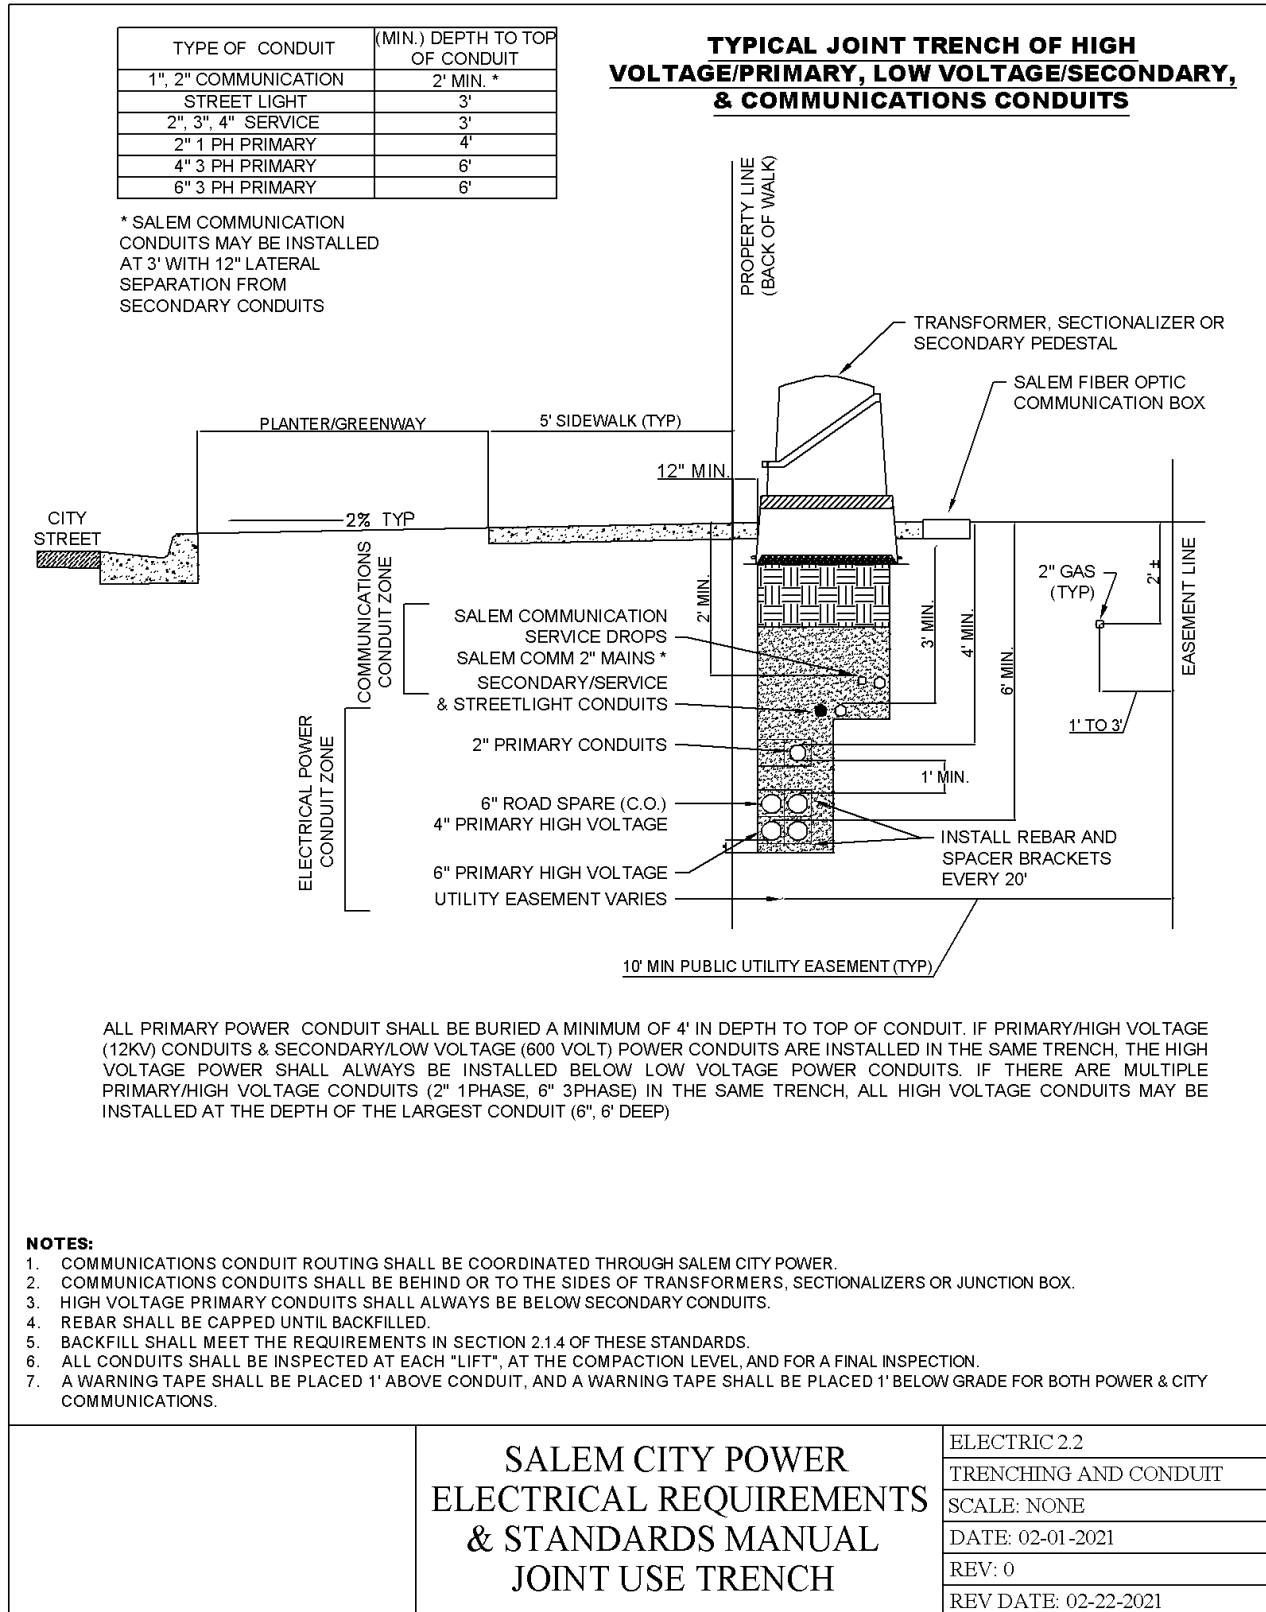 TYPE OF CONDUIT
(MIN.) DEPTH TO TOP
OF CONDUIT
1", 2" COMMUNICATION
2' MIN. *
STREET LIGHT
3'
2", 3", 4" SERVICE
3'
2" 1 PH PRIMARY
4'
4" 3 PH PRIMARY
6'
6" 3 PH PRIMARY
6'
* SALEM COMMUNICATION
CONDUITS MAY BE INSTALLED
AT 3' WITH 12" LATERAL
SEPARATION FROM
SECONDARY CONDUITS
TYPICAL JOINT TRENCH OF HIGH
VOLTAGE/PRIMARY, LOW VOLTAGE/SECONDARY,
& COMMUNICATIONS CONDUITS
PROPERTY LINE
(BACK OF WALK)
TRANSFORMER, SECTIONALIZER OR
SECONDARY PEDESTAL
SALEM FIBER OPTIC
COMMUNICATION BOX
PLANTER/GREENWAY
5' SIDEWALK (TYP)
12" MIN.
CITY
STREET
2% TYP
COMMUNICATIONS
CONDUIT ZONE
2' MIN.
3' MIN.
4' MIN.
6' MIN.
2" GAS
(TYP)
2' ±
EASEMENT LINE
SALEM COMMUNICATION
SERVICE DROPS
SALEM COMM 2" MAINS *
SECONDARY/SERVICE
& STREETLIGHT CONDUITS
1' TO 3'
ELECTRICAL POWER
CONDUIT ZONE
2" PRIMARY CONDUITS
1' MIN.
6" ROAD SPARE (C.O.)
4" PRIMARY HIGH VOLTAGE
INSTALL REBAR AND
SPACER BRACKETS
EVERY 20'
6" PRIMARY HIGH VOLTAGE
UTILITY EASEMENT VARIES
10' MIN PUBLIC UTILITY EASEMENT (TYP)
ALL PRIMARY POWER CONDUIT SHALL BE BURIED A MINIMUM OF 4' IN DEPTH TO TOP OF CONDUIT. IF PRIMARY/HIGH VOLTAGE
(12KV) CONDUITS & SECONDARY/LOW VOLTAGE (600 VOLT) POWER CONDUITS ARE INSTALLED IN THE SAME TRENCH, THE HIGH
VOLTAGE POWER SHALL ALWAYS BE INSTALLED BELOW LOW VOLTAGE POWER CONDUITS. IF THERE ARE MULTIPLE
PRIMARY/HIGH VOLTAGE CONDUITS (2" 1PHASE, 6" 3PHASE) IN THE SAME TRENCH, ALL HIGH VOLTAGE CONDUITS MAY BE
INSTALLED AT THE DEPTH OF THE LARGEST CONDUIT (6", 6' DEEP)
NOTES:
1. COMMUNICATIONS CONDUIT ROUTING SHALL BE COORDINATED THROUGH SALEM CITY POWER.
2. COMMUNICATIONS CONDUITS SHALL BE BEHIND OR TO THE SIDES OF TRANSFORMERS, SECTIONALIZERS OR JUNCTION BOX.
3. HIGH VOLTAGE PRIMARY CONDUITS SHALL ALWAYS BE BELOW SECONDARY CONDUITS.
4. REBAR SHALL BE CAPPED UNTIL BACKFILLED.
5. BACKFILL SHALL MEET THE REQUIREMENTS IN SECTION 2.1.4 OF THESE STANDARDS.
6. ALL CONDUITS SHALL BE INSPECTED AT EACH "LIFT", AT THE COMPACTION LEVEL, AND FOR A FINAL INSPECTION.
7. A WARNING TAPE SHALL BE PLACED 1' ABOVE CONDUIT, AND A WARNING TAPE SHALL BE PLACED 1' BELOW GRADE FOR BOTH POWER & CITY
COMMUNICATIONS.
SALEM CITY POWER
ELECTRICAL REQUIREMENTS
& STANDARDS MANUAL
JOINT USE TRENCH
ELECTRIC 2.2
TRENCHING AND CONDUIT
SCALE: NONE
DATE: 02-01-2021
REV: 0
REV DATE: 02-22-2021